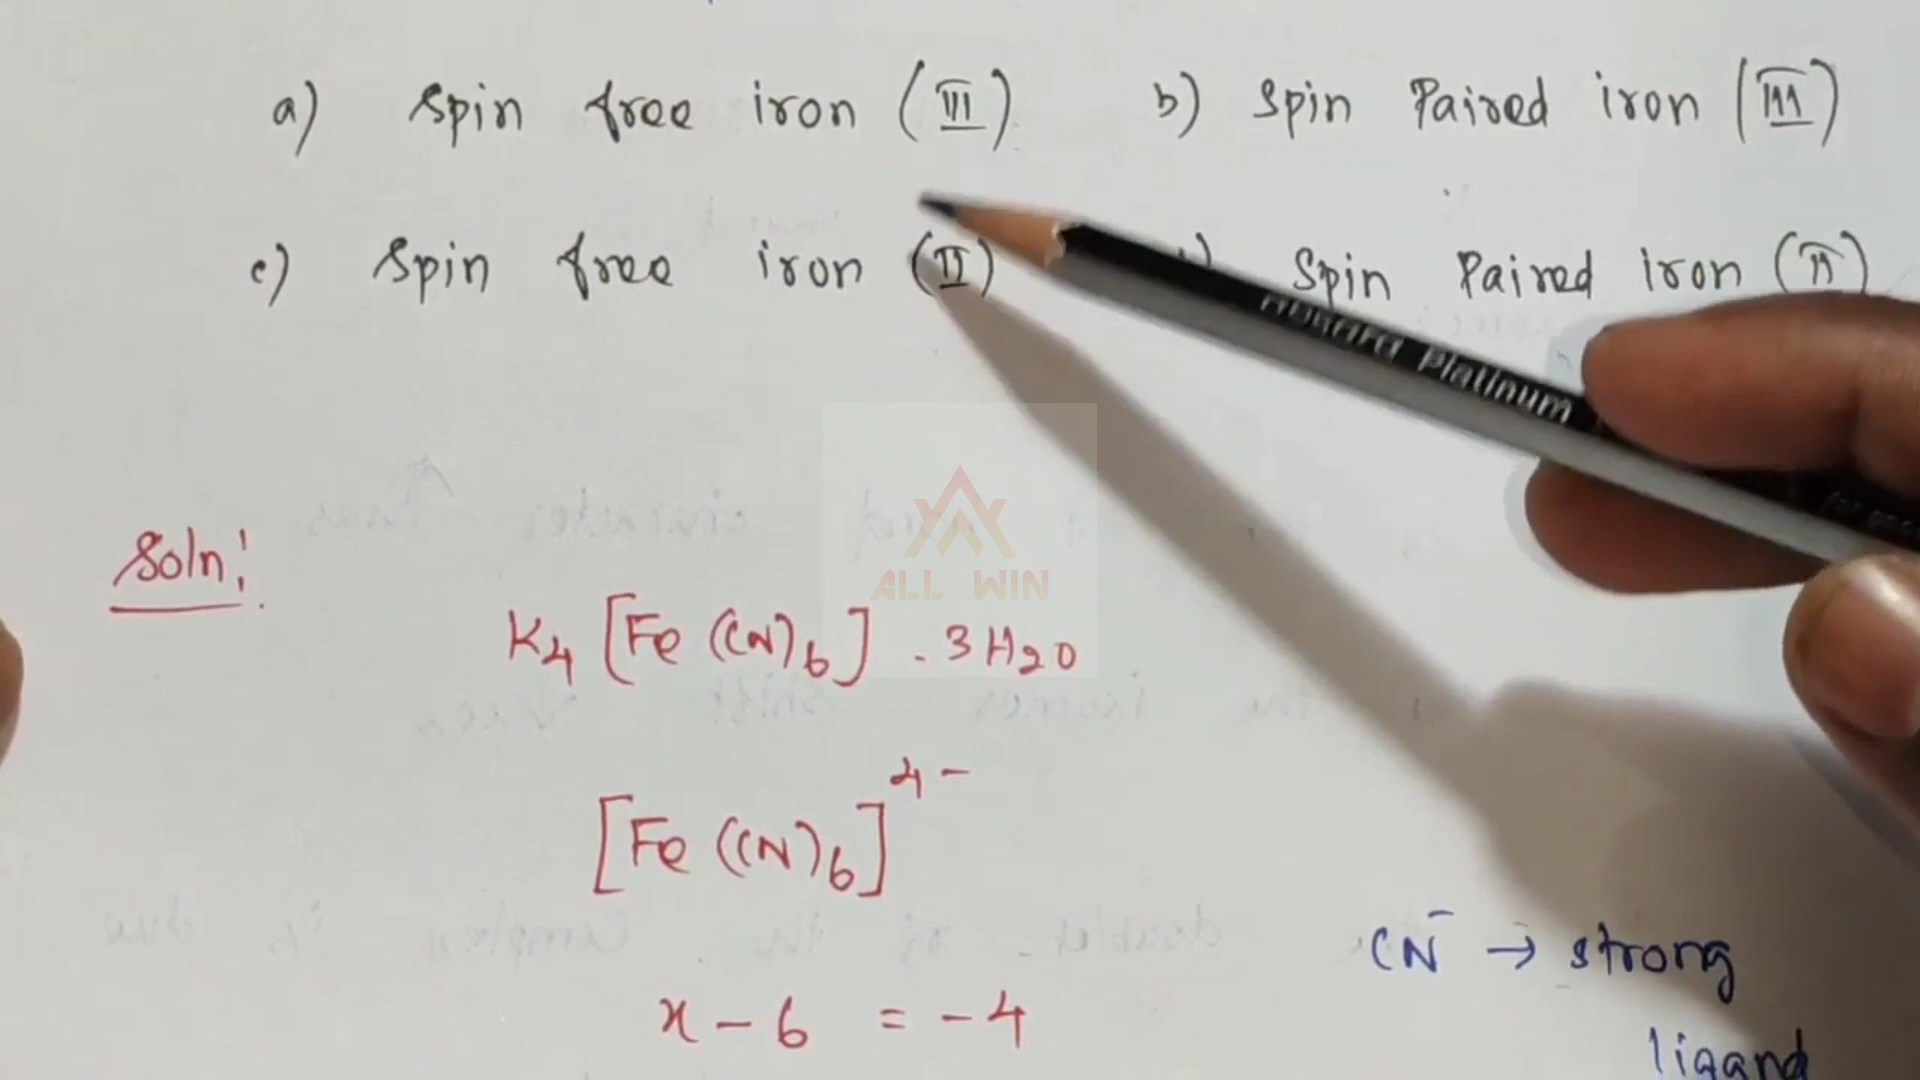 a) Spin free iron (III) b) Spin Paired iron (III)
c) Spin free iron (II) Spin Paired iron (II)
HUSARA Platinum
Soln:
ALL WIN
K₄ [Fe (CN)₆] . 3H₂O
[Fe (CN)₆]⁴⁻
x - 6 = -4
CN⁻ → strong
ligand